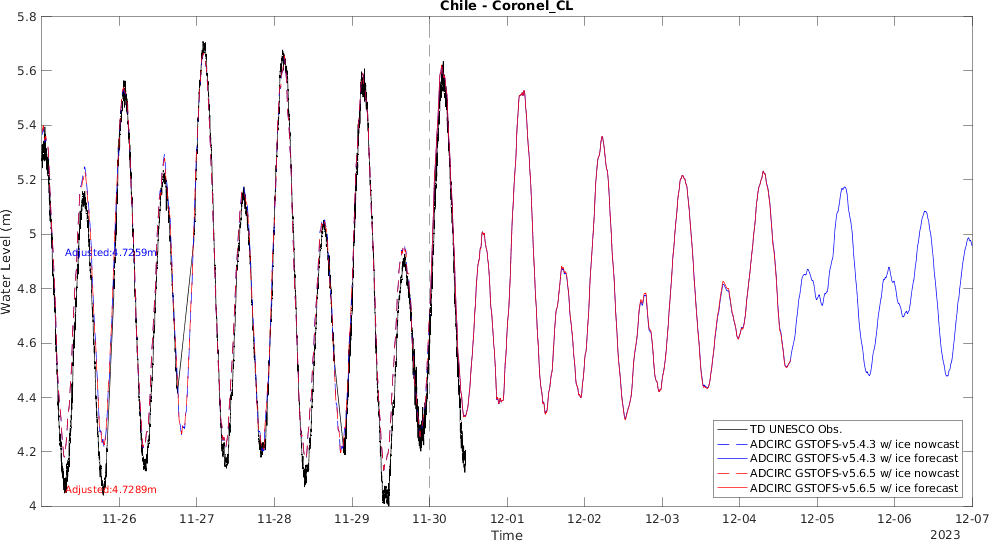 Chile - Coronel_CL
5.8
5.6
5.4
5.2
5
4.8
4.6
4.4
4.2
4
Water Level (m)
Adjusted:4.7259m
Adjusted:4.7289m
TD UNESCO Obs.
ADCIRC GSTOFS-v5.4.3 w/ ice nowcast
ADCIRC GSTOFS-v5.4.3 w/ ice forecast
ADCIRC GSTOFS-v5.6.5 w/ ice nowcast
ADCIRC GSTOFS-v5.6.5 w/ ice forecast
11-26 11-27 11-28 11-29 11-30 12-01 12-02 12-03 12-04 12-05 12-06 12-07
Time
2023